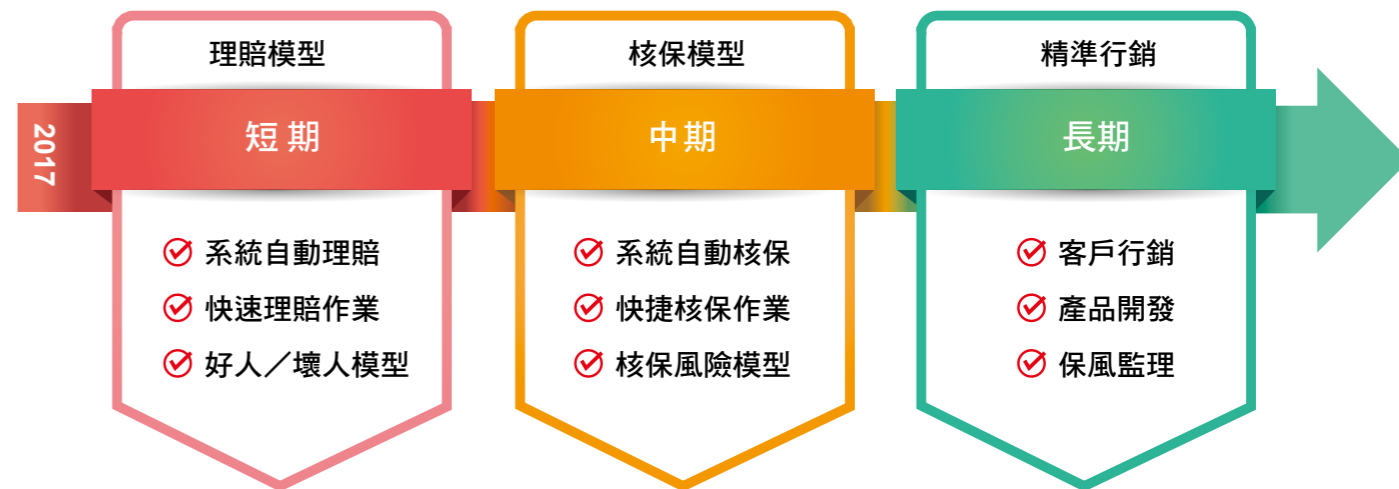 2017
理賠模型
短期
系統自動理賠
快速理賠作業
好人／壞人模型
核保模型
中期
系統自動核保
快捷核保作業
核保風險模型
精準行銷
長期
客戶行銷
產品開發
保風監理